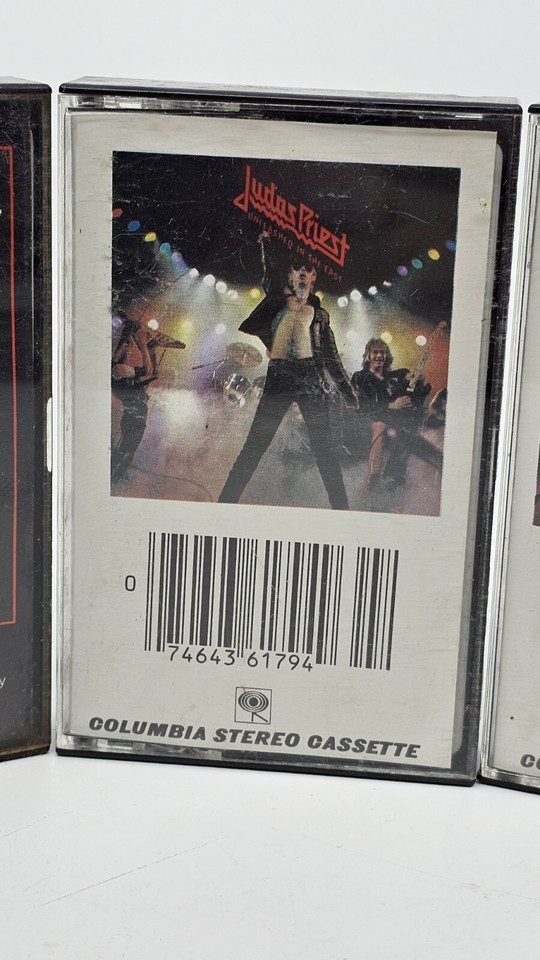 Judas Priest
UNLEASHED IN THE EAST
0
74643 61794
COLUMBIA STEREO CASSETTE
y